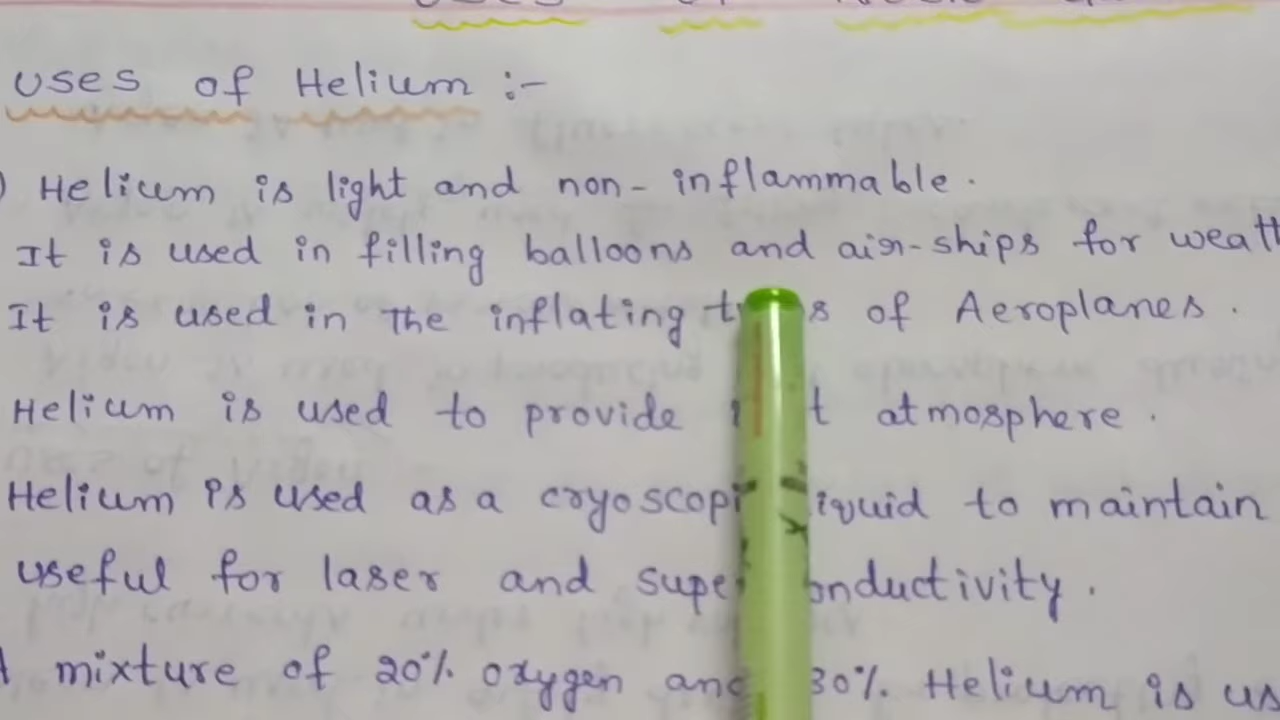 uses of Helium :-
) Helium is light and non-inflammable.
It is used in filling balloons and air-ships for
It is used in the inflating of Aeroplanes.
Helium is used to provide atmosphere.
Helium is used as a liquid to maintain
useful for laser and
mixture of 20% oxygen and Helium is